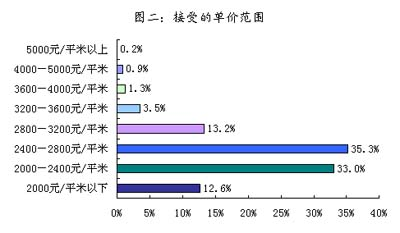 图二：接受的单价范围
5000元/平米以上 0.2%
4000—5000元/平米 0.9%
3600—4000元/平米 1.3%
3200—3600元/平米 3.5%
2800—3200元/平米 13.2%
2400—2800元/平米 35.3%
2000—2400元/平米 33.0%
2000元/平米以下 12.6%
0% 5% 10% 15% 20% 25% 30% 35% 40%